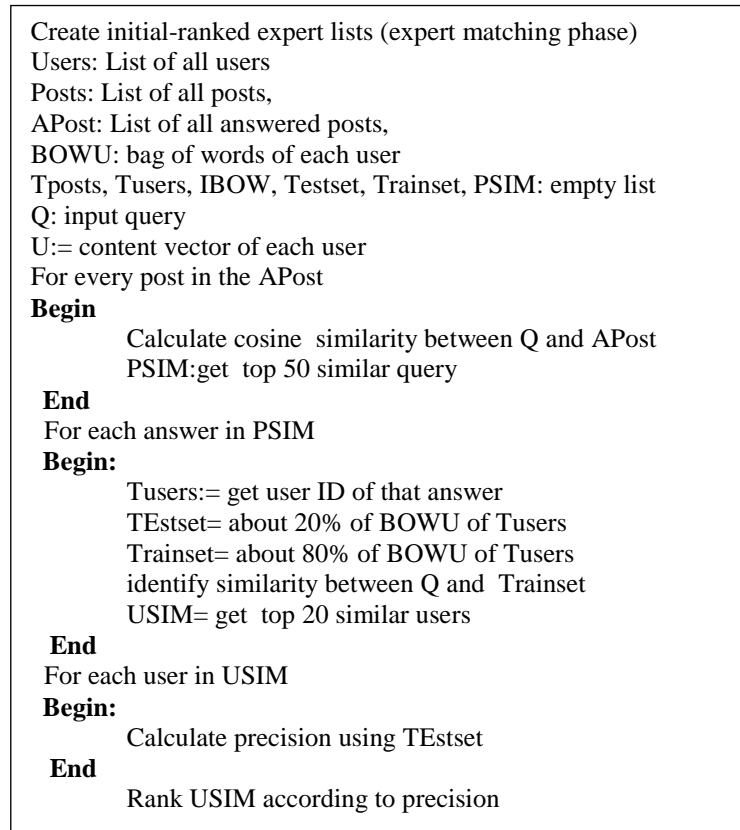 Create initial-ranked expert lists (expert matching phase)
Users: List of all users
Posts: List of all posts,
APost: List of all answered posts,
BOWU: bag of words of each user
Tposts, Tusers, IBOW, Testset, Trainset, PSIM: empty list
Q: input query
U:= content vector of each user
For every post in the APost
Begin
Calculate cosine similarity between Q and APost
PSIM:get top 50 similar query
End
For each answer in PSIM
Begin:
Tusers:= get user ID of that answer
TEstset= about 20% of BOWU of Tusers
Trainset= about 80% of BOWU of Tusers
identify similarity between Q and Trainset
USIM= get top 20 similar users
End
For each user in USIM
Begin:
Calculate precision using TEstset
End
Rank USIM according to precision